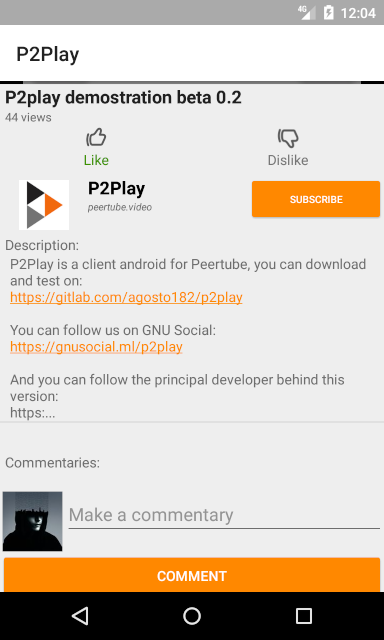 4G 12:04
P2Play
P2play demostration beta 0.2
44 views
Like Dislike
P2Play
peertube.video
SUBSCRIBE
Description:
P2Play is a client android for Peertube, you can download
and test on:
https://gitlab.com/agosto182/p2play
You can follow us on GNU Social:
https://gnusocial.ml/p2play
And you can follow the principal developer behind this
version:
https:...
Commentaries:
Make a commentary
COMMENT